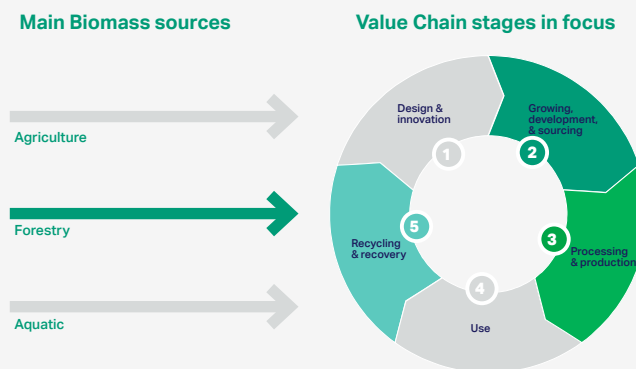 Main Biomass sources
Value Chain stages in focus
Agriculture
Forestry
Aquatic
Design &
innovation
1
Growing,
development,
& sourcing
2
3
Processing
& production
4
Use
5
Recycling
& recovery